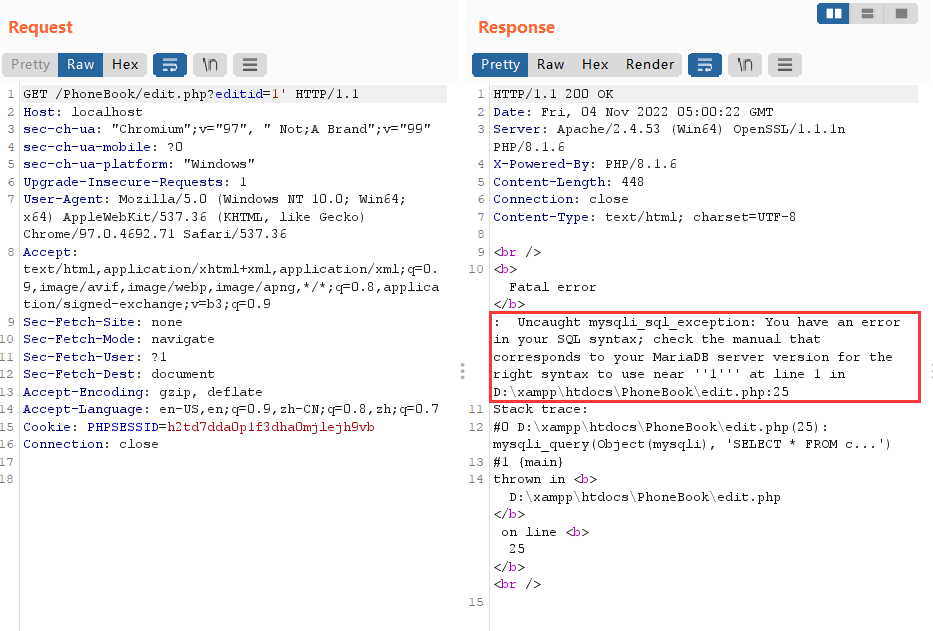 Request
Pretty Raw Hex \n
1 GET /PhoneBook/edit.php?editid=1' HTTP/1.1
2 Host: localhost
3 sec-ch-ua: "Chromium";v="97", " Not;A Brand";v="99"
4 sec-ch-ua-mobile: ?0
5 sec-ch-ua-platform: "Windows"
6 Upgrade-Insecure-Requests: 1
7 User-Agent: Mozilla/5.0 (Windows NT 10.0; Win64;
x64) AppleWebKit/537.36 (KHTML, like Gecko)
Chrome/97.0.4692.71 Safari/537.36
8 Accept:
text/html,application/xhtml+xml,application/xml;q=0.
9,image/avif,image/webp,image/apng,*/*;q=0.8,applica
tion/signed-exchange;v=b3;q=0.9
9 Sec-Fetch-Site: none
10 Sec-Fetch-Mode: navigate
11 Sec-Fetch-User: ?1
12 Sec-Fetch-Dest: document
13 Accept-Encoding: gzip, deflate
14 Accept-Language: en-US,en;q=0.9,zh-CN;q=0.8,zh;q=0.7
15 Cookie: PHPSESSID=h2td7dda0p1f3dha0mjlejh9vb
16 Connection: close
17
18
Response
Pretty Raw Hex Render \n
1 HTTP/1.1 200 OK
2 Date: Fri, 04 Nov 2022 05:00:22 GMT
3 Server: Apache/2.4.53 (Win64) OpenSSL/1.1.1n
PHP/8.1.6
4 X-Powered-By: PHP/8.1.6
5 Content-Length: 448
6 Connection: close
7 Content-Type: text/html; charset=UTF-8
8
9 <br />
10 <b>
Fatal error
</b>
:  Uncaught mysqli_sql_exception: You have an error
in your SQL syntax; check the manual that
corresponds to your MariaDB server version for the
right syntax to use near ''1''' at line 1 in
D:\xampp\htdocs\PhoneBook\edit.php:25
11 Stack trace:
12 #0 D:\xampp\htdocs\PhoneBook\edit.php(25):
mysqli_query(Object(mysqli), 'SELECT * FROM c...')
13 #1 {main}
14 thrown in <b>
D:\xampp\htdocs\PhoneBook\edit.php
</b>
on line <b>
25
</b>
<br />
15